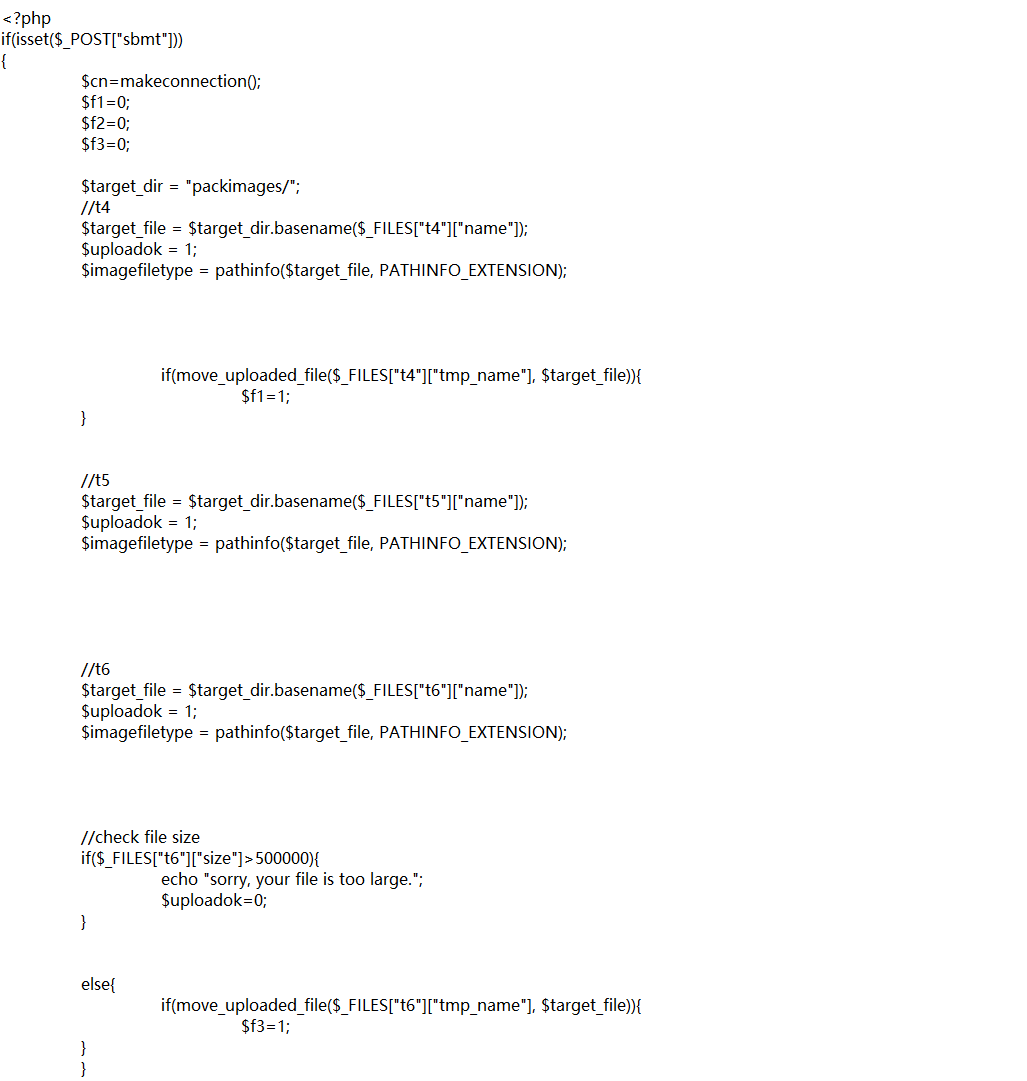 <?php
if(isset($_POST["sbmt"]))
{
$cn=makeconnection();
$f1=0;
$f2=0;
$f3=0;
$target_dir = "packimages/";
//t4
$target_file = $target_dir.basename($_FILES["t4"]["name"]);
$uploadok = 1;
$imagefiletype = pathinfo($target_file, PATHINFO_EXTENSION);
if(move_uploaded_file($_FILES["t4"]["tmp_name"], $target_file)){
$f1=1;
}
//t5
$target_file = $target_dir.basename($_FILES["t5"]["name"]);
$uploadok = 1;
$imagefiletype = pathinfo($target_file, PATHINFO_EXTENSION);
//t6
$target_file = $target_dir.basename($_FILES["t6"]["name"]);
$uploadok = 1;
$imagefiletype = pathinfo($target_file, PATHINFO_EXTENSION);
//check file size
if($_FILES["t6"]["size"]>500000){
echo "sorry, your file is too large.";
$uploadok=0;
}
else{
if(move_uploaded_file($_FILES["t6"]["tmp_name"], $target_file)){
$f3=1;
}
}